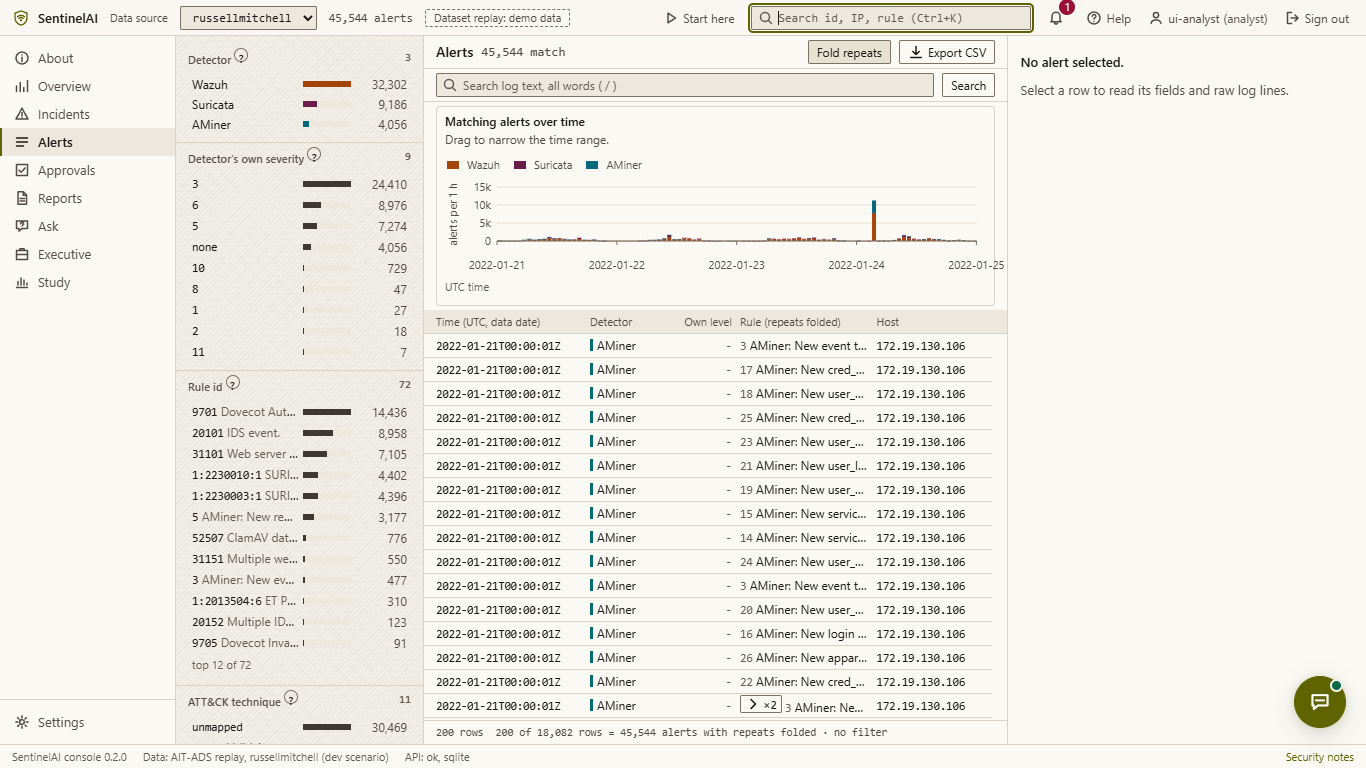 SentinelAI Data source russellmitchell 45,544 alerts Dataset replay: demo data Start here Search id, IP, rule (Ctrl+K) 1 Help ui-analyst (analyst) Sign out
About
Overview
Incidents
Alerts
Approvals
Reports
Ask
Executive
Study
Settings
Detector ? 3
Wazuh 32,302
Suricata 9,186
AMiner 4,056
Detector's own severity ? 9
3 24,410
6 8,976
5 7,274
none 4,056
10 729
8 47
1 27
2 18
11 7
Rule id ? 72
9701 Dovecot Aut... 14,436
20101 IDS event. 8,958
31101 Web server ... 7,105
1:2230010:1 SURI... 4,402
1:2230003:1 SURI... 4,396
5 AMiner: New re... 3,177
52507 ClamAV dat... 776
31151 Multiple we... 550
3 AMiner: New ev... 477
1:2013504:6 ET P... 310
20152 Multiple ID... 123
9705 Dovecot Inva... 91
top 12 of 72
ATT&CK technique ? 11
unmapped 30,469
Alerts 45,544 match Fold repeats Export CSV
Search log text, all words ( / ) Search
Matching alerts over time
Drag to narrow the time range.
Wazuh Suricata AMiner
alerts per 1 h
15k
10k
5k
0
2022-01-21 2022-01-22 2022-01-23 2022-01-24 2022-01-25
UTC time
Time (UTC, data date) Detector Own level Rule (repeats folded) Host
2022-01-21T00:00:01Z AMiner - 3 AMiner: New event t... 172.19.130.106
2022-01-21T00:00:01Z AMiner - 17 AMiner: New cred_... 172.19.130.106
2022-01-21T00:00:01Z AMiner - 18 AMiner: New user_... 172.19.130.106
2022-01-21T00:00:01Z AMiner - 25 AMiner: New cred_... 172.19.130.106
2022-01-21T00:00:01Z AMiner - 23 AMiner: New user_... 172.19.130.106
2022-01-21T00:00:01Z AMiner - 21 AMiner: New user_l... 172.19.130.106
2022-01-21T00:00:01Z AMiner - 19 AMiner: New user_... 172.19.130.106
2022-01-21T00:00:01Z AMiner - 15 AMiner: New servic... 172.19.130.106
2022-01-21T00:00:01Z AMiner - 14 AMiner: New servic... 172.19.130.106
2022-01-21T00:00:01Z AMiner - 24 AMiner: New user_... 172.19.130.106
2022-01-21T00:00:01Z AMiner - 3 AMiner: New event t... 172.19.130.106
2022-01-21T00:00:01Z AMiner - 20 AMiner: New user_... 172.19.130.106
2022-01-21T00:00:01Z AMiner - 16 AMiner: New login ... 172.19.130.106
2022-01-21T00:00:01Z AMiner - 26 AMiner: New appar... 172.19.130.106
2022-01-21T00:00:01Z AMiner - 22 AMiner: New cred_... 172.19.130.106
2022-01-21T00:00:01Z AMiner - ×2 3 AMiner: Ne... 172.19.130.106
200 rows 200 of 18,082 rows = 45,544 alerts with repeats folded · no filter
No alert selected.
Select a row to read its fields and raw log lines.
SentinelAI console 0.2.0 Data: AIT-ADS replay, russellmitchell (dev scenario) API: ok, sqlite Security notes